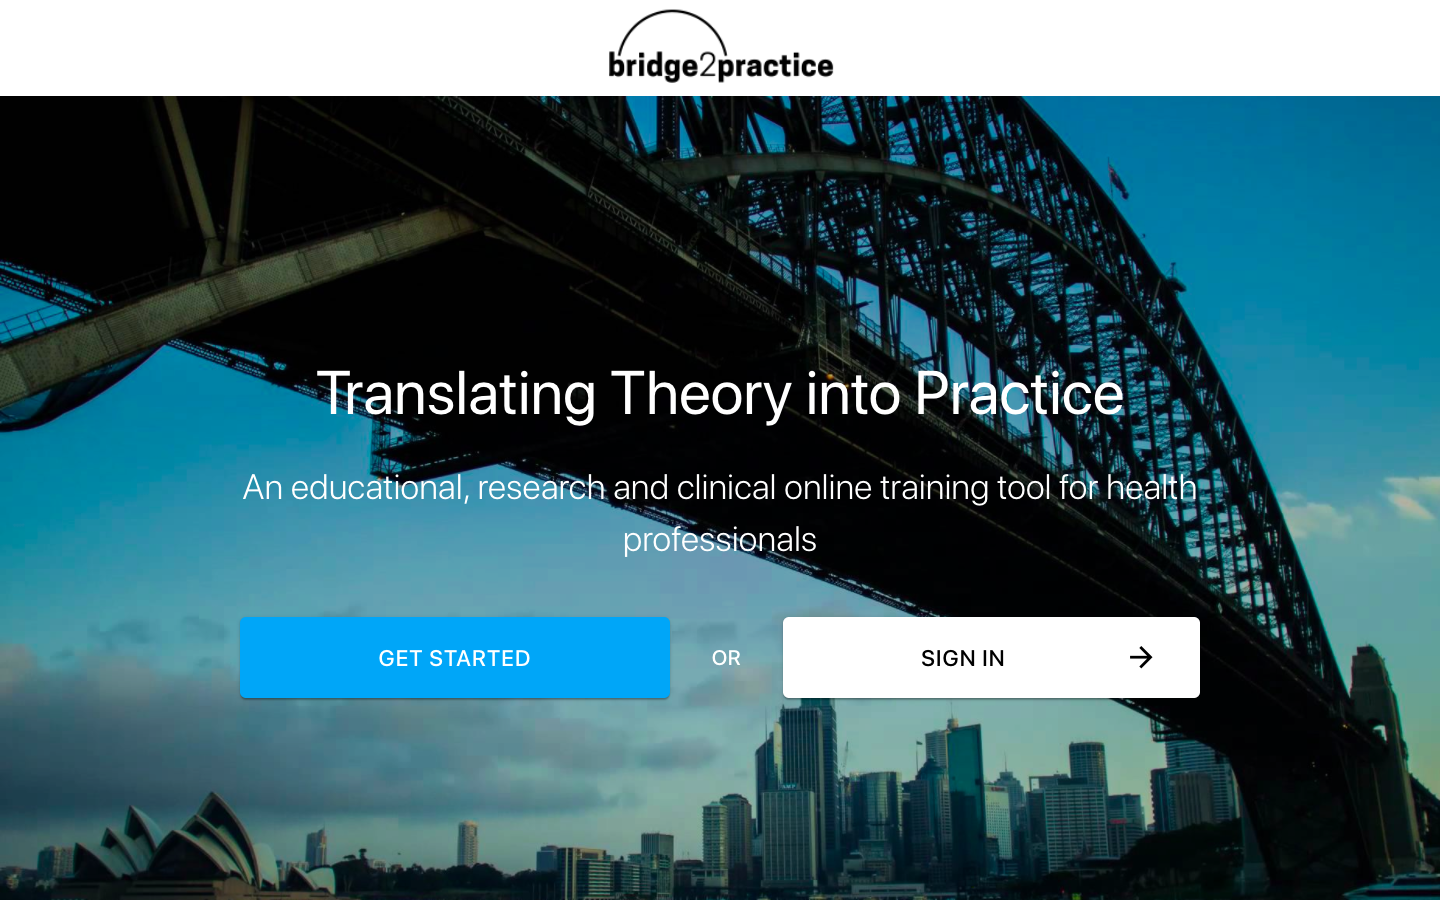 bridge2practice
Translating Theory into Practice
An educational, research and clinical online training tool for health
professionals
GET STARTED
OR
SIGN IN